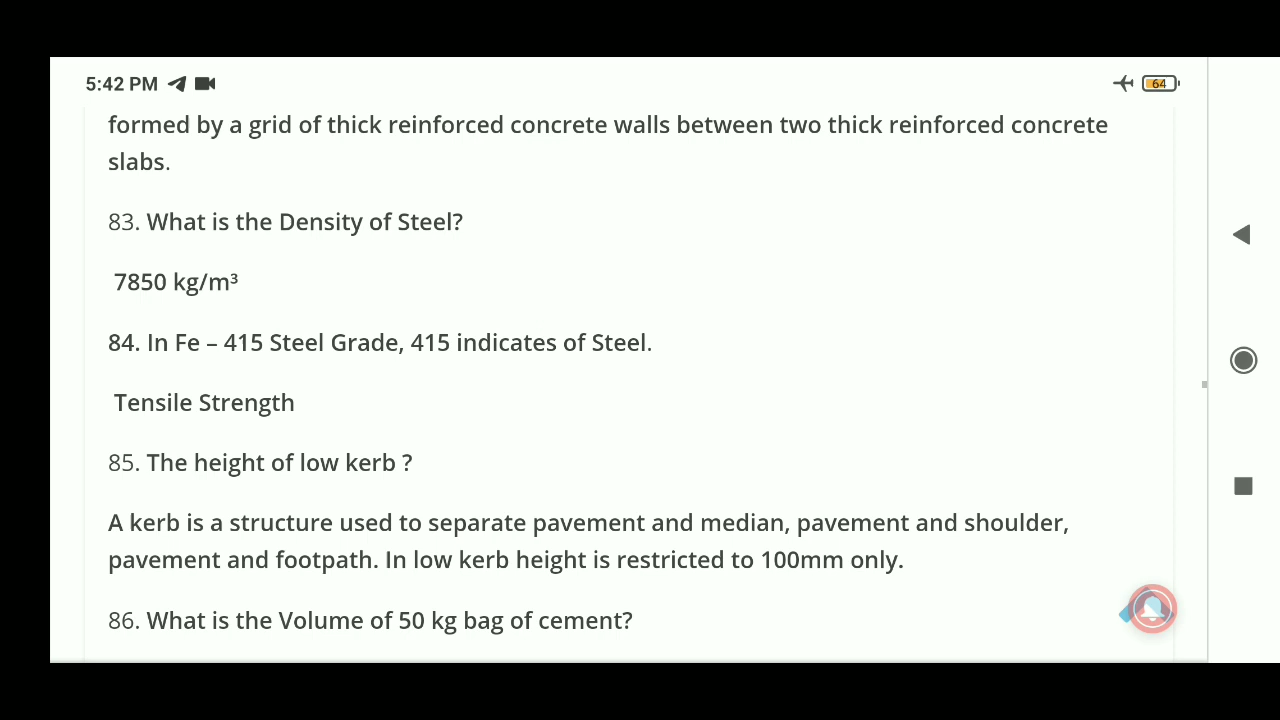 5:42 PM
64
formed by a grid of thick reinforced concrete walls between two thick reinforced concrete
slabs.
83. What is the Density of Steel?
7850 kg/m³
84. In Fe – 415 Steel Grade, 415 indicates of Steel.
Tensile Strength
85. The height of low kerb ?
A kerb is a structure used to separate pavement and median, pavement and shoulder,
pavement and footpath. In low kerb height is restricted to 100mm only.
86. What is the Volume of 50 kg bag of cement?